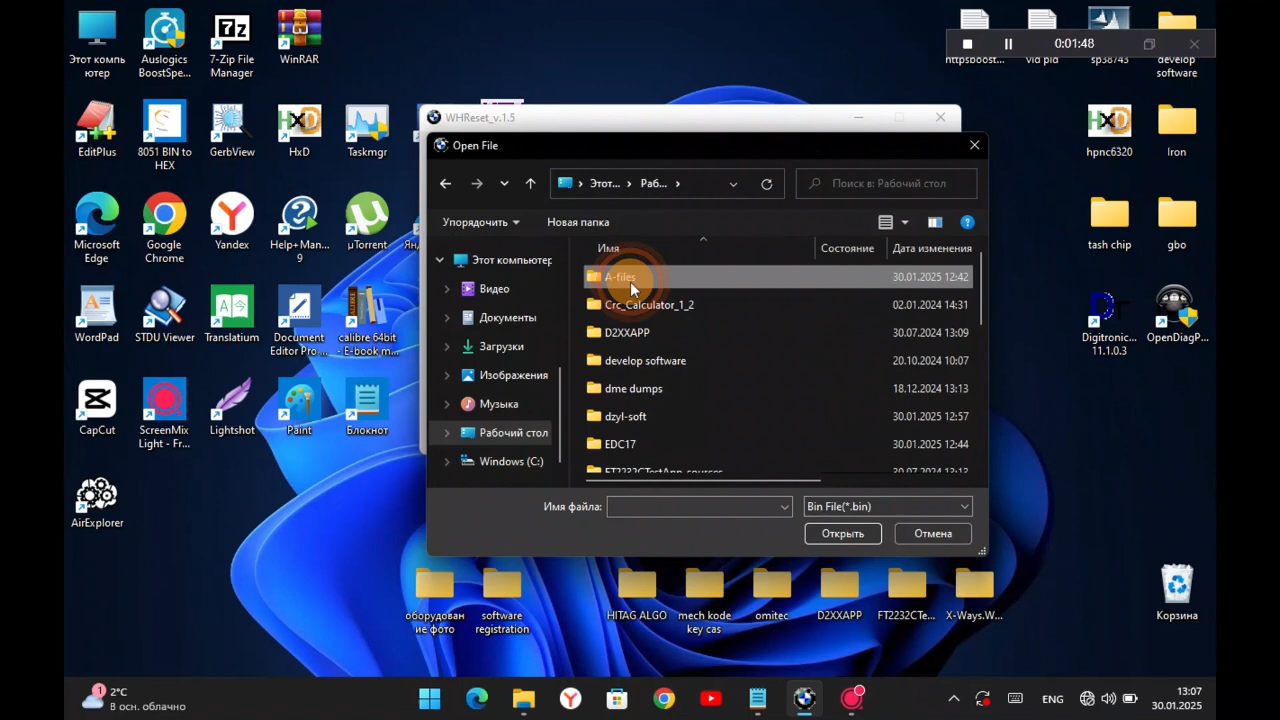 Этот компьютер
Auslogics BoostSpe...
7-Zip File Manager
WinRAR
EditPlus
8051 BIN to HEX
GerbView
HxD
Taskmgr
Microsoft Edge
Google Chrome
Yandex
Help+Man... 9
µTorrent
WordPad
STDU Viewer
Translatium
Document Editor Pro...
calibre 64bit - E-book m...
CapCut
ScreenMix Light - Fr...
Lightshot
Paint
Блокнот
AirExplorer
httpsboost...
vid pid
sp38743
develop software
0:01:48
hpnc6320
Iron
tash chip
gbo
Digitronic... 11.1.0.3
OpenDiagP...
WHReset_v.1.5
Open File
Этот...
Раб...
Поиск в: Рабочий стол
Упорядочить
Новая папка
Этот компьютер
Видео
Документы
Загрузки
Изображения
Музыка
Рабочий стол
Windows (C:)
Имя
Состояние
Дата изменения
A-files 30.01.2025 12:42
Crc_Calculator_1_2 02.01.2024 14:31
D2XXAPP 30.07.2024 13:09
develop software 20.10.2024 10:07
dme dumps 18.12.2024 13:13
dzyl-soft 30.01.2025 12:57
EDC17 30.01.2025 12:44
FT2232CTestApp_sources 30.07.2024 13:13
Имя файла:
Bin File(*.bin)
Открыть
Отмена
оборудование фото
software registration
HITAG ALGO
mech kode key cas
omitec
D2XXAPP
FT2232CTe...
X-Ways.W...
Корзина
1
2°C
В осн. облачно
ENG
13:07
30.01.2025